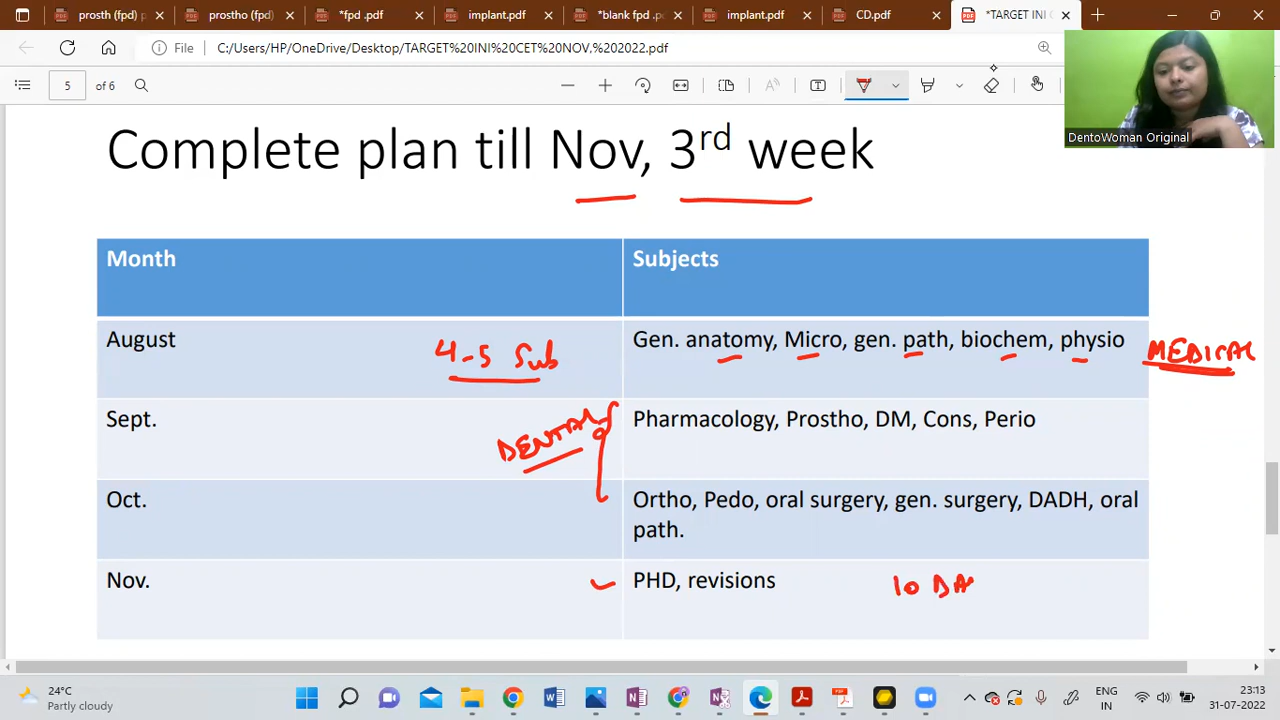 prosth (fpd)
prostho (fpd)
*fpd .pdf
implant.pdf
*blank fpd .pd
implant.pdf
CD.pdf
*TARGET INI C
File
C:/Users/HP/OneDrive/Desktop/TARGET%20INI%20CET%20NOV,%202022.pdf
5 of 6
DentoWoman Original
Complete plan till Nov, 3rd week
Month Subjects
August 4-5 Sub Gen. anatomy, Micro, gen. path, biochem, physio MEDICAL
Sept. DENTAL Pharmacology, Prostho, DM, Cons, Perio
Oct. Ortho, Pedo, oral surgery, gen. surgery, DADH, oral
path.
Nov. PHD, revisions 10 DA
24°C
Partly cloudy
ENG
IN
23:13
31-07-2022